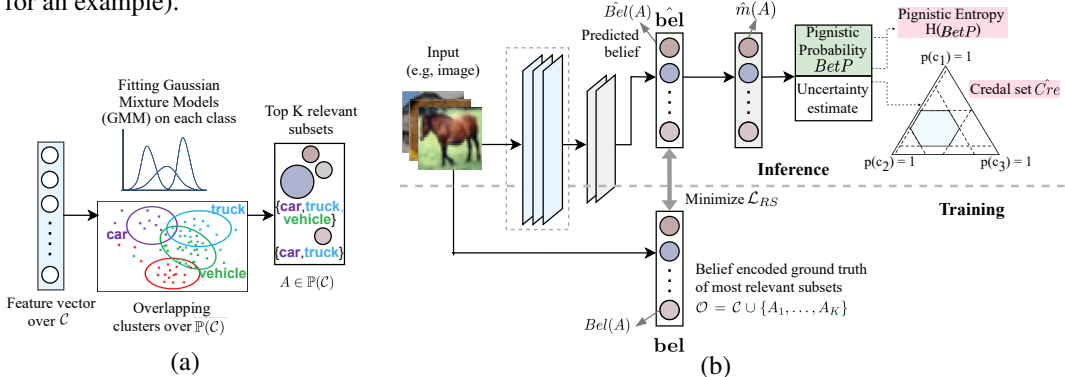 for an example).
Fitting Gaussian
Mixture Models
(GMM) on each class
Top K relevant
subsets
truck
car
vehicle
{car,truck,
vehicle}
{car,truck}
A ∈ ℙ(𝒞)
Feature vector
over 𝒞
Overlapping
clusters over ℙ(𝒞)
(a)
Input
(e.g, image)
Predicted
belief
Bêl(A)
b̂el
m̂(A)
Pignistic
Probability
BetP
Uncertainty
estimate
Pignistic Entropy
H(BetP)
p(c₁) = 1
Credal set Ĉre
p(c₂) = 1
p(c₃) = 1
Inference
Minimize ℒ_RS
Training
Belief encoded ground truth
of most relevant subsets
𝒪 = 𝒞 ∪ {A₁, . . . , A_K}
Bel(A)
bel
(b)